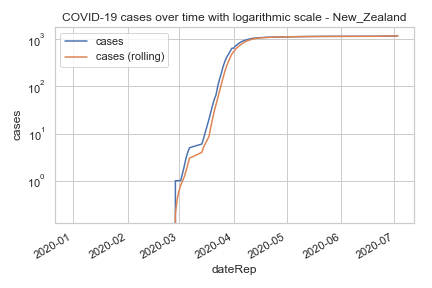 COVID-19 cases over time with logarithmic scale - New_Zealand
cases
cases (rolling)
10³
10²
10¹
10⁰
cases
2020-01
2020-02
2020-03
2020-04
2020-05
2020-06
2020-07
dateRep